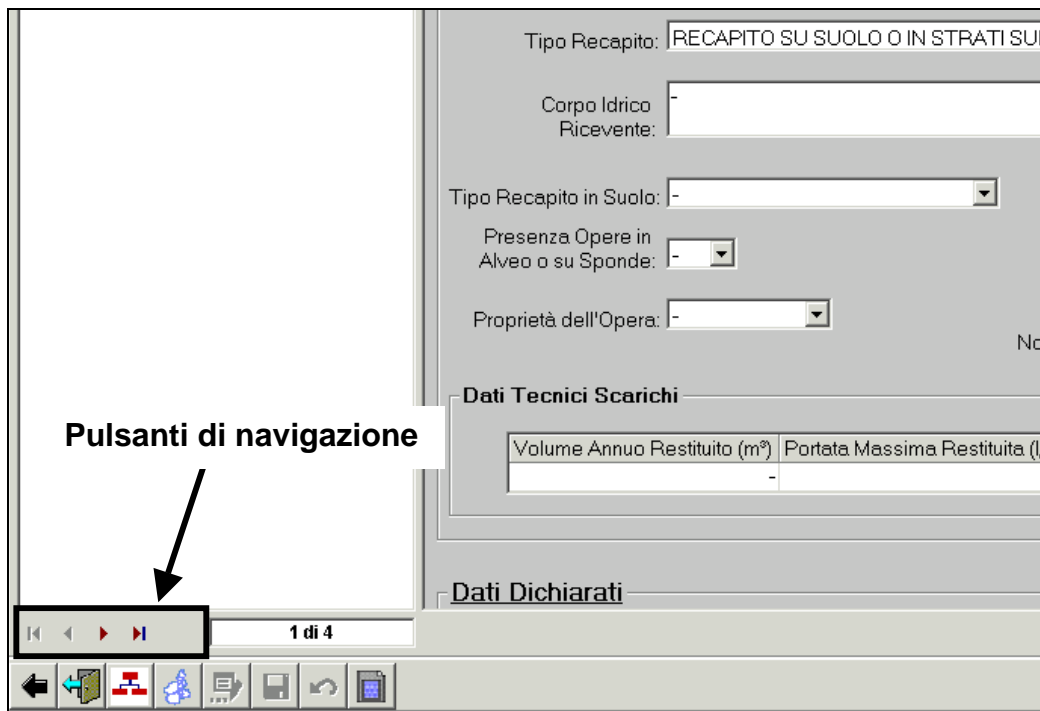 Tipo Recapito: RECAPITO SU SUOLO O IN STRATI
Corpo Idrico
Ricevente: -
Tipo Recapito in Suolo: -
Presenza Opere in
Alveo o su Sponde: -
Proprietà dell'Opera: -
Dati Tecnici Scarichi
Volume Annuo Restituito (m³) Portata Massima Restituita
-
Pulsanti di navigazione
Dati Dichiarati
1 di 4